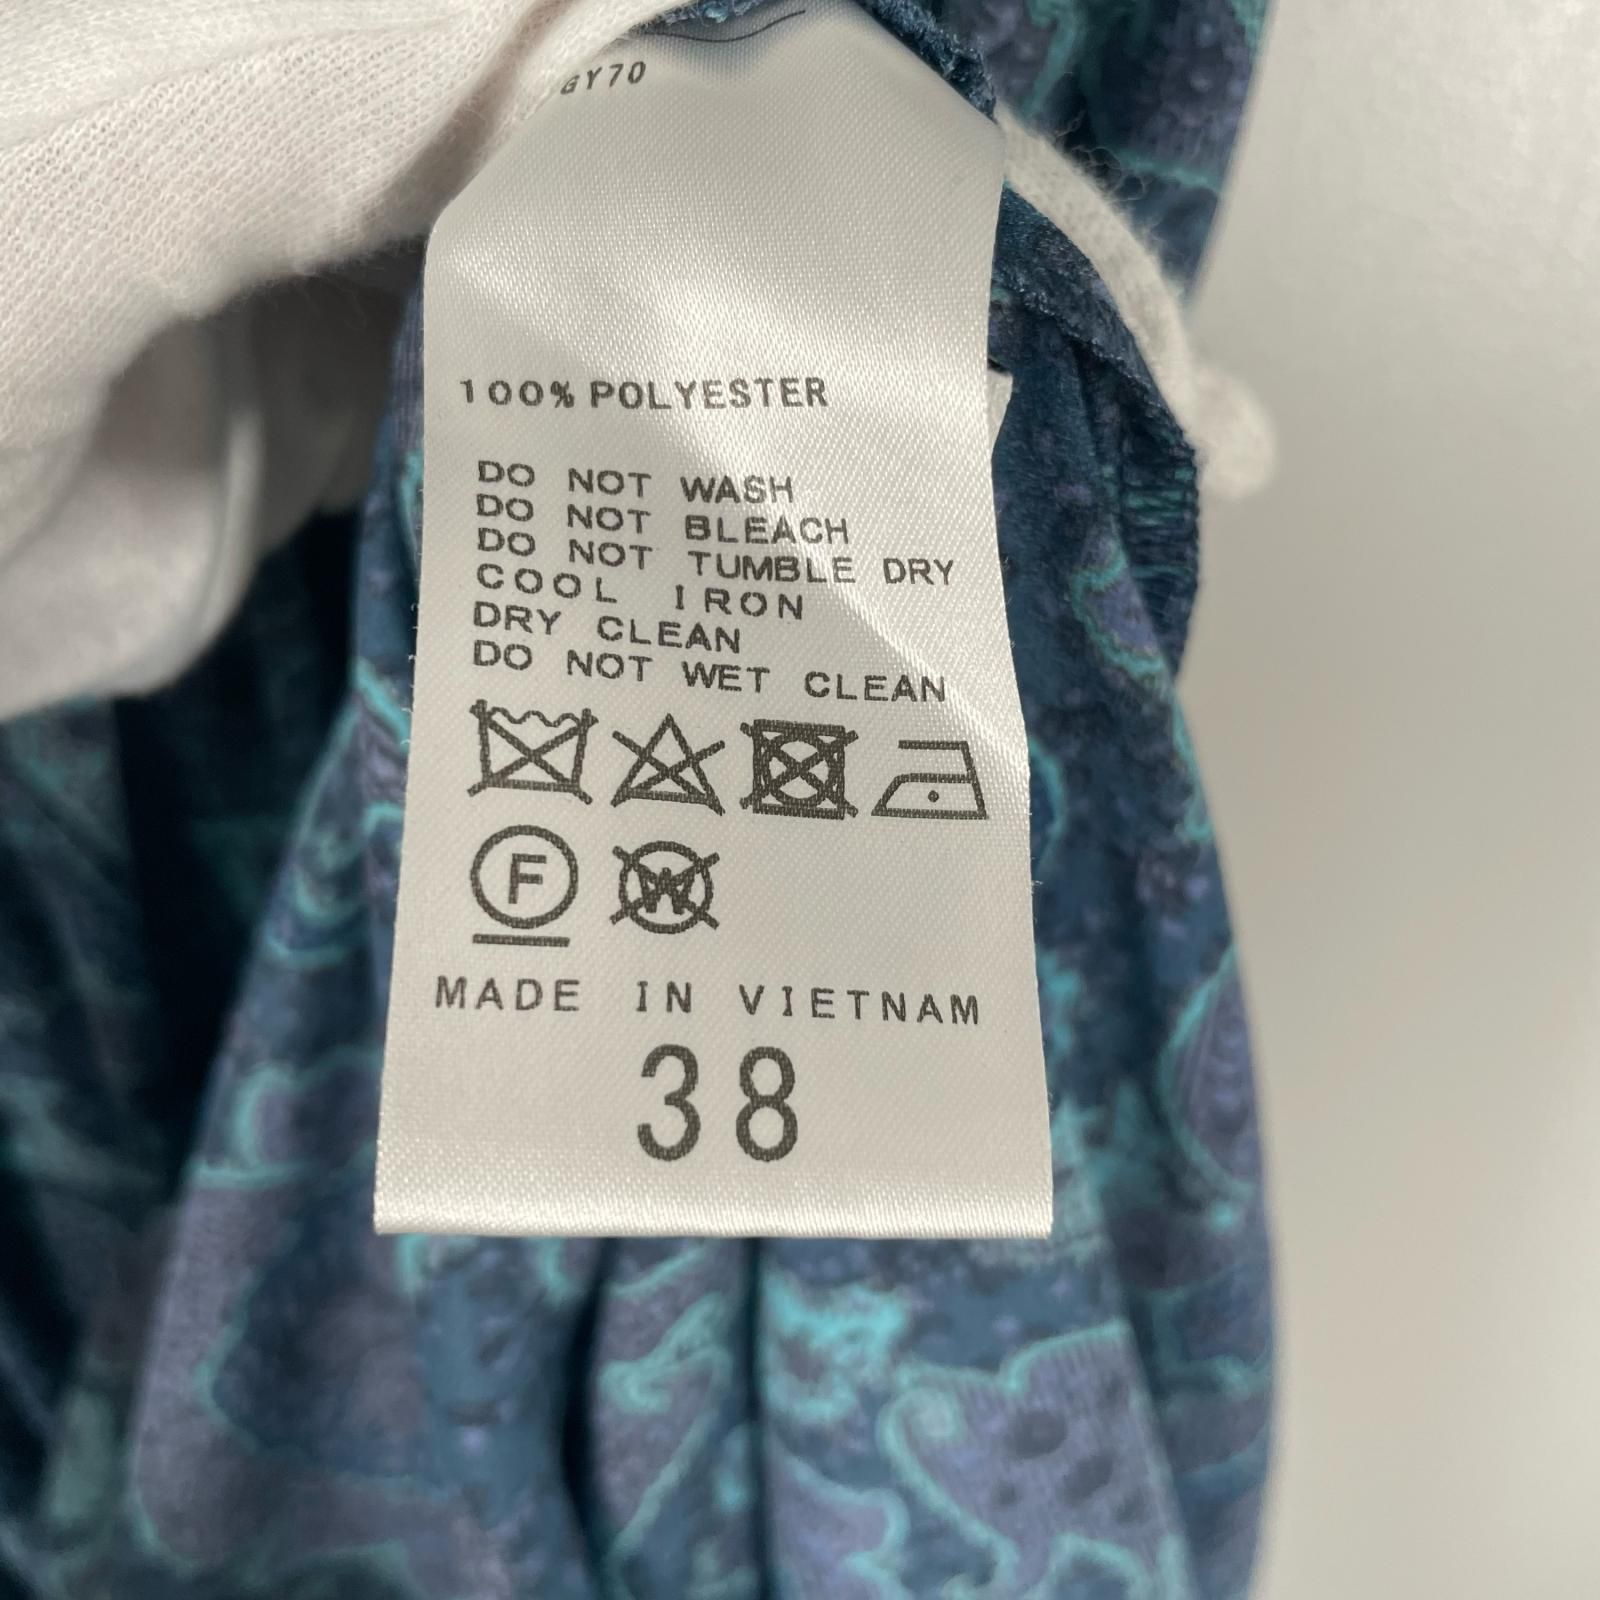 GY70
100% POLYESTER
DO NOT WASH
DO NOT BLEACH
DO NOT TUMBLE DRY
COOL IRON
DRY CLEAN
DO NOT WET CLEAN
F W
MADE IN VIETNAM
38